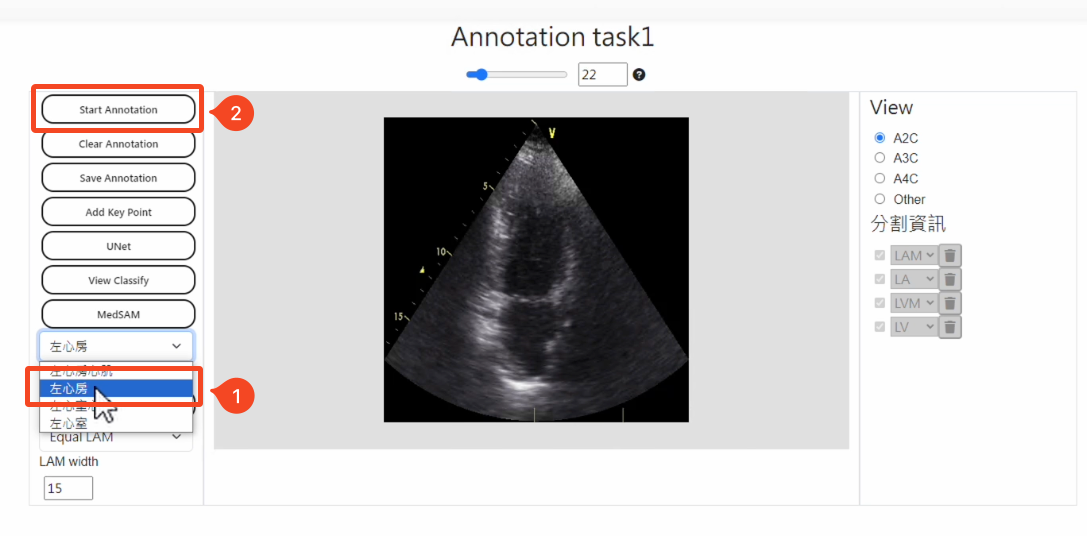 Annotation task1
22
?
Start Annotation
2
Clear Annotation
Save Annotation
Add Key Point
UNet
View Classify
MedSAM
左心房
左心房心肌
左心房
1
左心室
左心室
Equal LAM
LAM width
15
V
5
10
15
View
A2C
A3C
A4C
Other
分割資訊
LAM
LA
LVM
LV